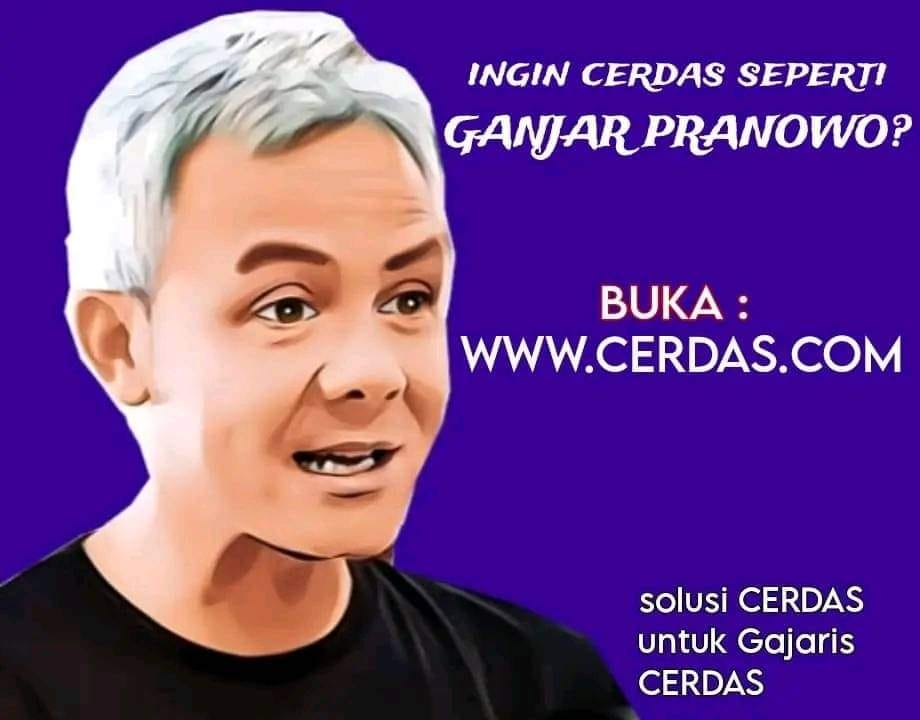 INGIN CERDAS SEPERTI
GANJAR PRANOWO?
BUKA :
WWW.CERDAS.COM
solusi CERDAS
untuk Gajaris
CERDAS